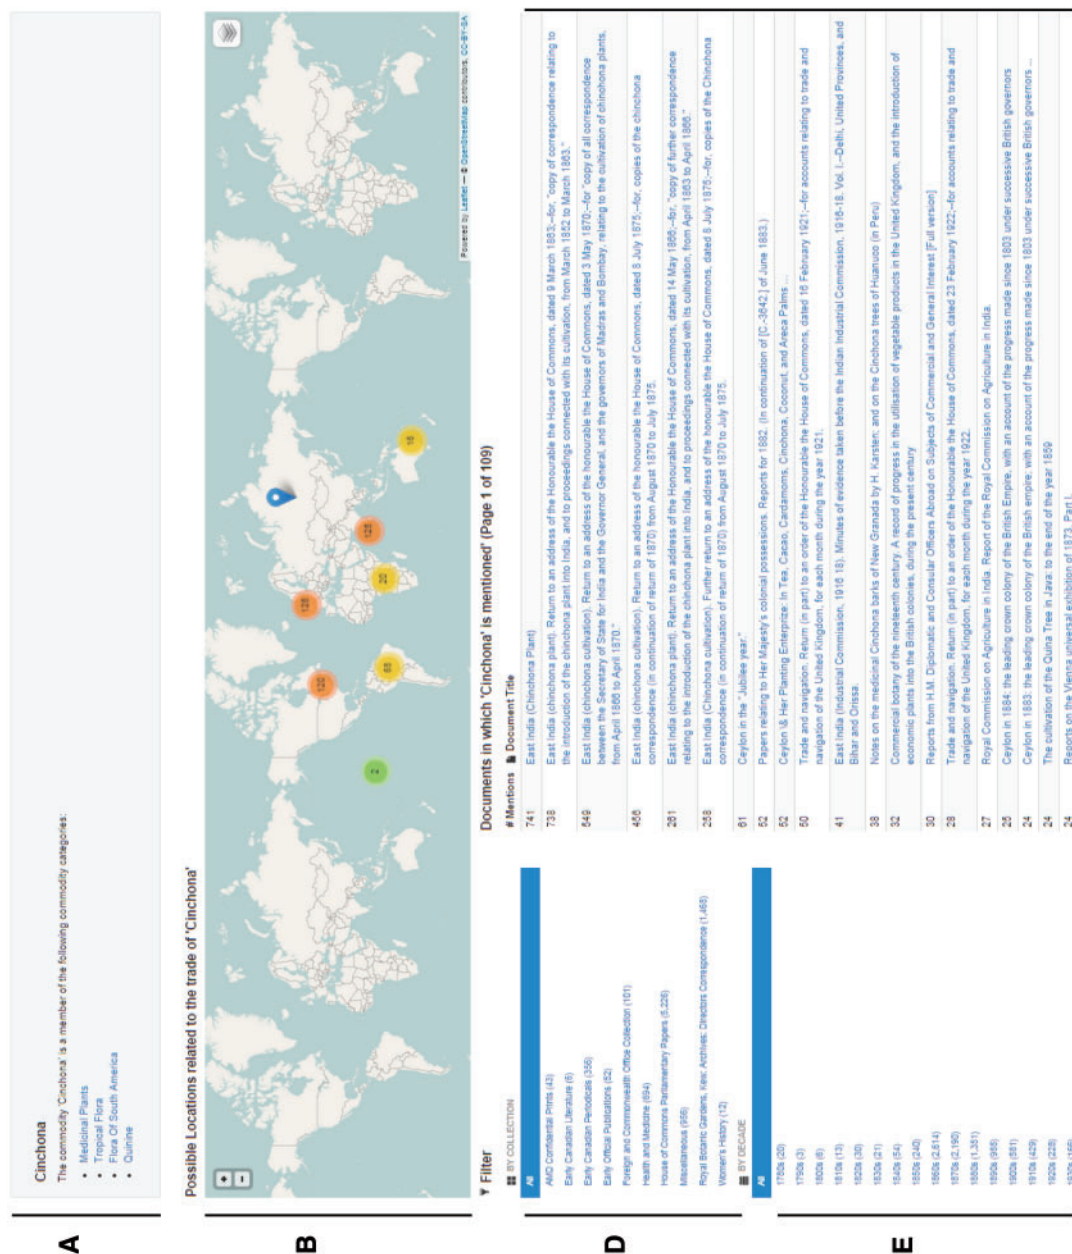 A
Cinchona
The commodity 'Cinchona' is a member of the following commodity categories:
• Medicinal Plants
• Tropical Flora
• Flora Of South America
• Quinine
B
Possible Locations related to the trade of 'Cinchona'
+
−
2
125
65
125
20
125
16
Powered by Leaflet — © OpenStreetMap contributors, CC-BY-SA
D
Filter
BY COLLECTION
All
AMD Confidential Prints (43)
Early Canadian Literature (6)
Early Canadian Periodicals (356)
Early Official Publications (52)
Foreign and Commonwealth Office Collection (101)
Health and Medicine (694)
House of Commons Parliamentary Papers (5,226)
Miscellaneous (956)
Royal Botanic Gardens, Kew: Archives: Directors Correspondence (1,468)
Women's History (12)
E
BY DECADE
All
1780s (20)
1790s (3)
1800s (6)
1810s (13)
1820s (30)
1830s (21)
1840s (54)
1850s (240)
1860s (2,614)
1870s (2,190)
1880s (1,351)
1890s (955)
1900s (581)
1910s (429)
1920s (228)
1930s (166)
Documents in which 'Cinchona' is mentioned' (Page 1 of 109)
# Mentions Document Title
741 East India (Chinchona Plant)
738 East India (chinchona plant). Return to an address of the Honourable the House of Commons, dated 9 March 1863;--for, "copy of correspondence relating to
the introduction of the chinchona plant into India, and to proceedings connected with its cultivation, from March 1852 to March 1863."
549 East India (chinchona cultivation). Return to an address of the honourable the House of Commons, dated 3 May 1870;--for "copy of all correspondence
between the Secretary of State for India and the Governor General, and the governors of Madras and Bombay, relating to the cultivation of chinchona plants,
from April 1866 to April 1870."
456 East India (chinchona cultivation). Return to an address of the honourable the House of Commons, dated 8 July 1875;--for, copies of the chinchona
correspondence (in continuation of return of 1870) from August 1870 to July 1875.
261 East India (chinchona plant). Return to an address of the Honourable the House of Commons, dated 14 May 1866;--for, "copy of further correspondence
relating to the introduction of the chinchona plant into India, and to proceedings connected with its cultivation, from April 1863 to April 1866."
258 East India (Chinchona cultivation). Further return to an address of the honourable the House of Commons, dated 8 July 1875;--for, copies of the Chinchona
correspondence (in continuation of return of 1870) from August 1870 to July 1875.
61 Ceylon in the "Jubilee year."
52 Papers relating to Her Majesty's colonial possessions. Reports for 1882. (In continuation of [C.-3642.] of June 1883.)
52 Ceylon \& Her Planting Enterprize: In Tea, Cacao, Cardamoms, Cinchona, Coconut, and Areca Palms ...
50 Trade and navigation. Return (in part) to an order of the Honourable the House of Commons, dated 16 February 1921;--for accounts relating to trade and
navigation of the United Kingdom, for each month during the year 1921.
41 East India (Industrial Commission, 1916 18). Minutes of evidence taken before the Indian Industrial Commission, 1916-18. Vol. I.--Delhi, United Provinces, and
Bihar and Orissa.
38 Notes on the medicinal Cinchona barks of New Granada by H. Karsten; and on the Cinchona trees of Huanuco (in Peru)
32 Commercial botany of the nineteenth century. A record of progress in the utilisation of vegetable products in the United Kingdom, and the introduction of
economic plants into the British colonies, during the present century
30 Reports from H.M. Diplomatic and Consular Officers Abroad on Subjects of Commercial and General Interest [Full version]
28 Trade and navigation. Return (in part) to an order of the Honourable the House of Commons, dated 23 February 1922;--for accounts relating to trade and
navigation of the United Kingdom, for each month during the year 1922.
27 Royal Commission on Agriculture in India. Report of the Royal Commission on Agriculture in India.
25 Ceylon in 1884: the leading crown colony of the British Empire, with an account of the progress made since 1803 under successive British governors
24 Ceylon in 1883: the leading crown colony of the British empire, with an account of the progress made since 1803 under successive British governors ...
24 The cultivation of the Quina Tree in Java: to the end of the year 1859
24 Reports on the Vienna universal exhibition of 1873. Part I.